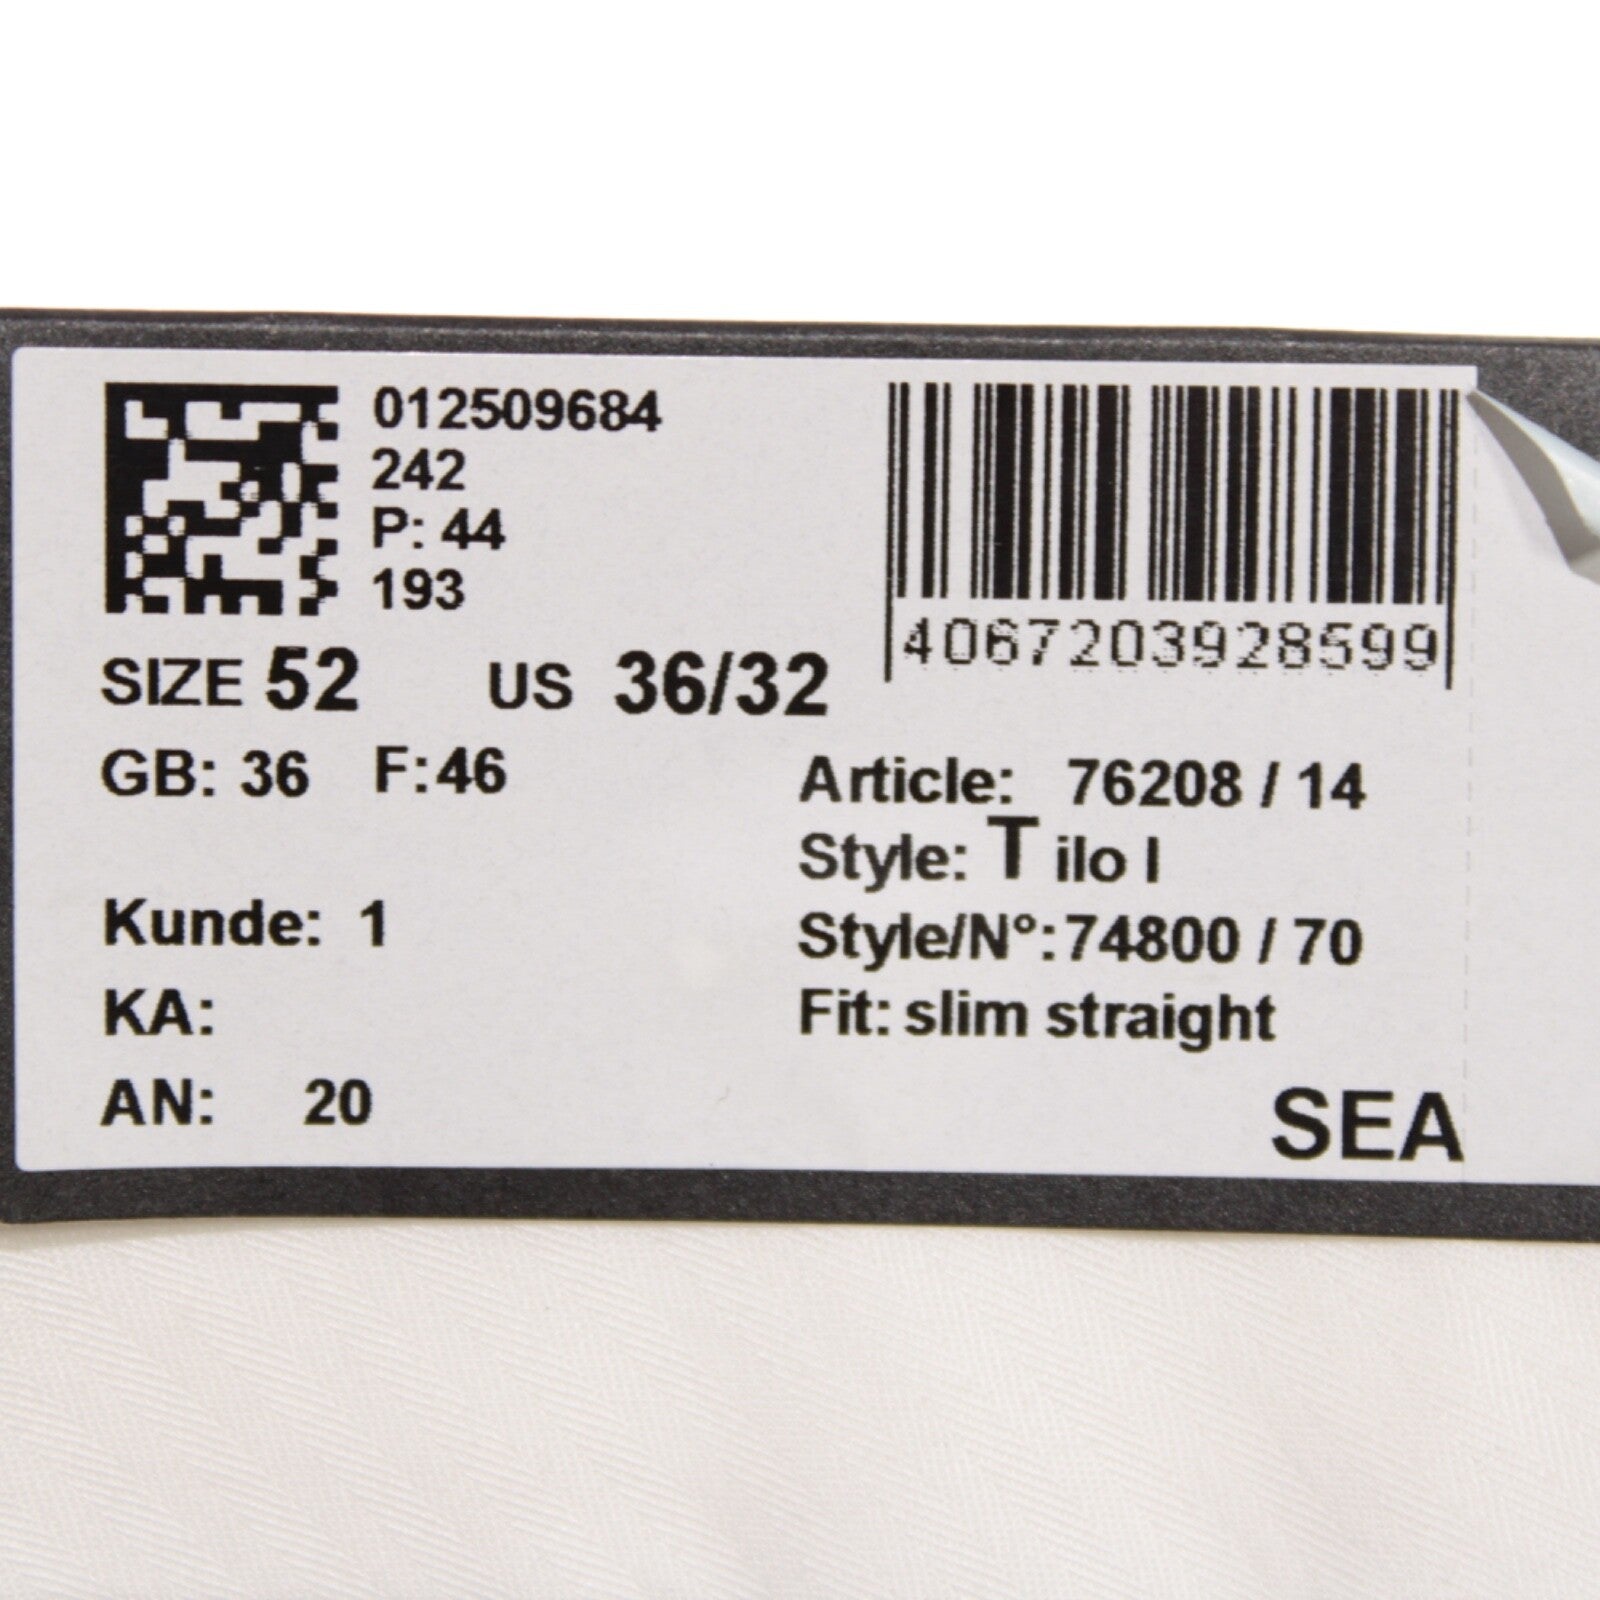 012509684
242
P: 44
193
4067203928599
SIZE 52 US 36/32
GB: 36 F:46
Article: 76208 / 14
Style: Tilo I
Kunde: 1
Style/N°:74800 / 70
KA:
Fit: slim straight
AN: 20
SEA